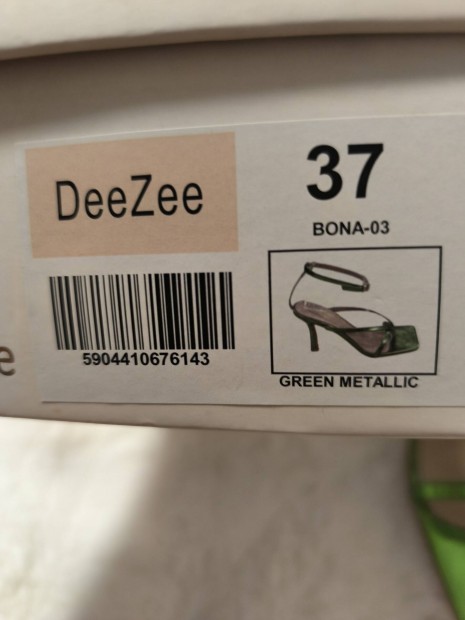 DeeZee
37
BONA-03
5904410676143
GREEN METALLIC
e